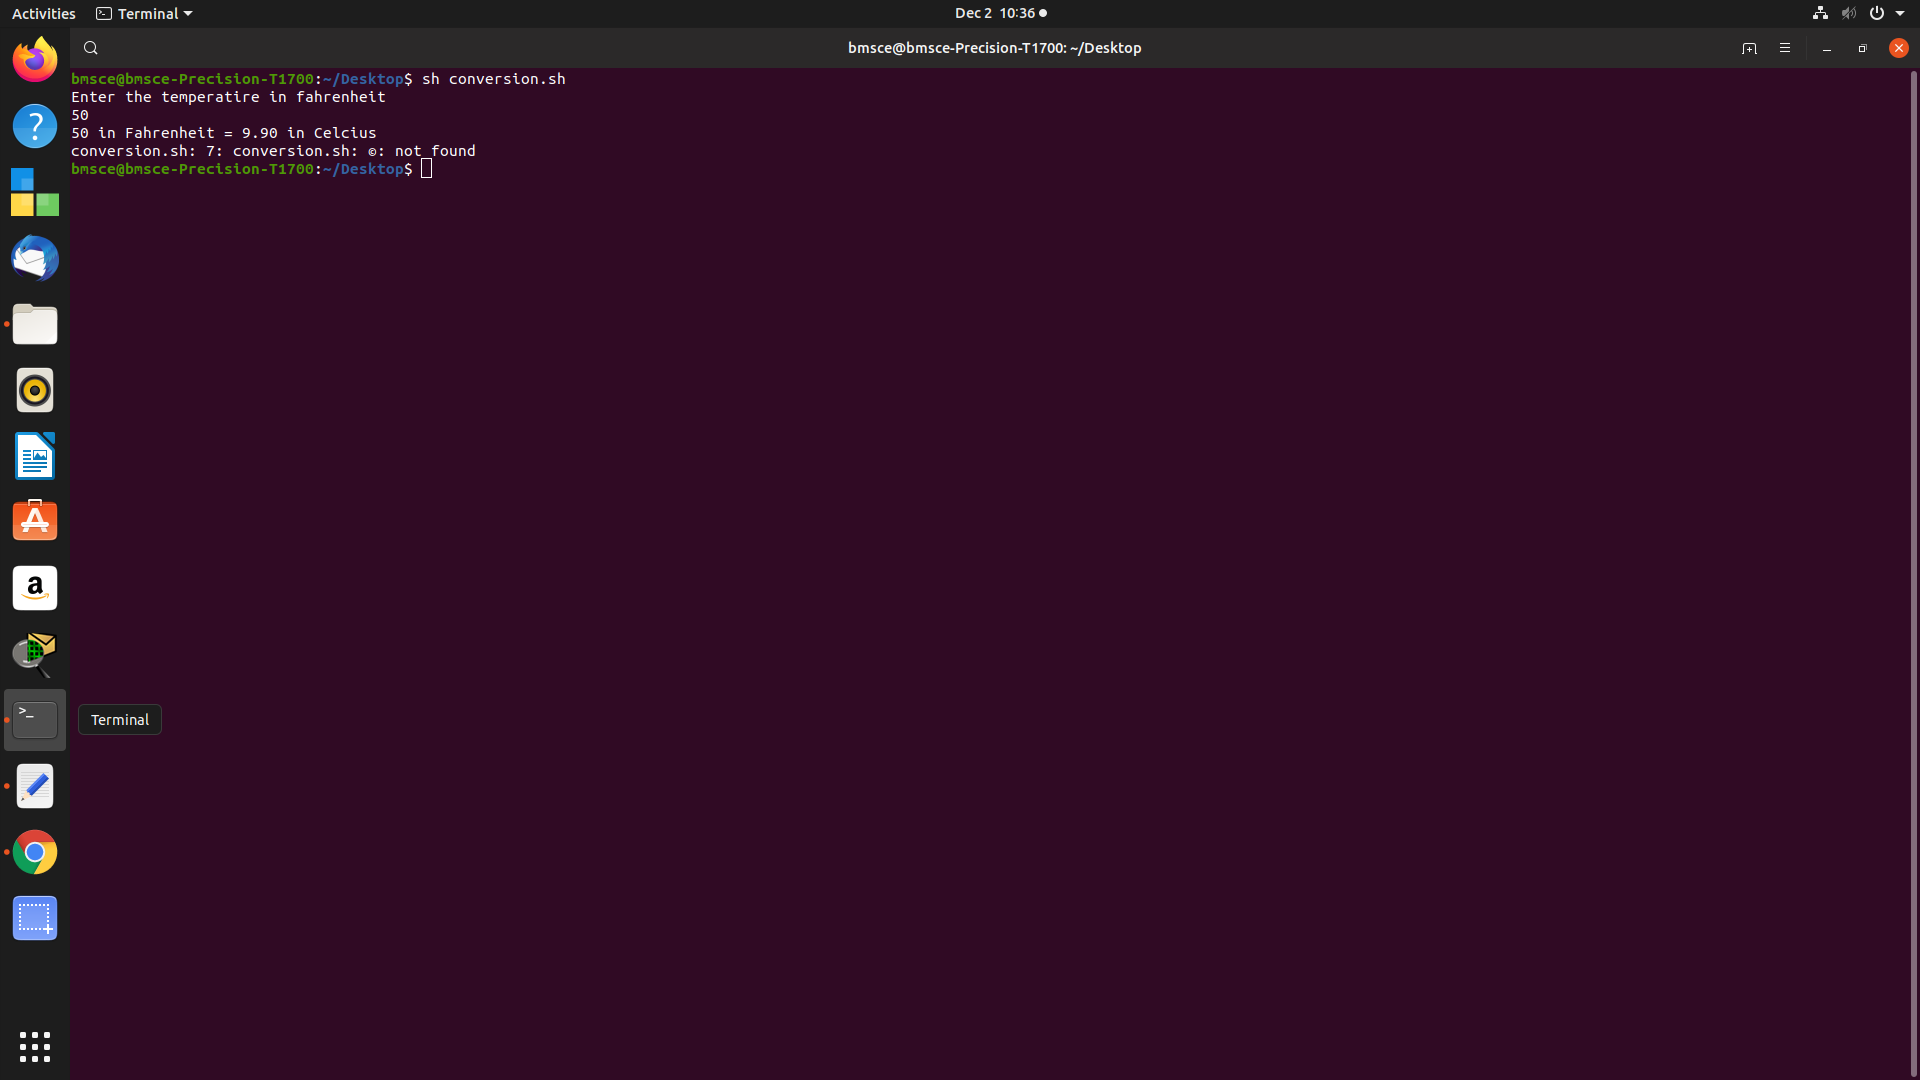 Activities
Terminal
Dec 2 10:36
bmsce@bmsce-Precision-T1700: ~/Desktop
bmsce@bmsce-Precision-T1700:~/Desktop$ sh conversion.sh
Enter the temperatire in fahrenheit
50
50 in Fahrenheit = 9.90 in Celcius
conversion.sh: 7: conversion.sh: ©: not found
bmsce@bmsce-Precision-T1700:~/Desktop$
?
a
>_
Terminal